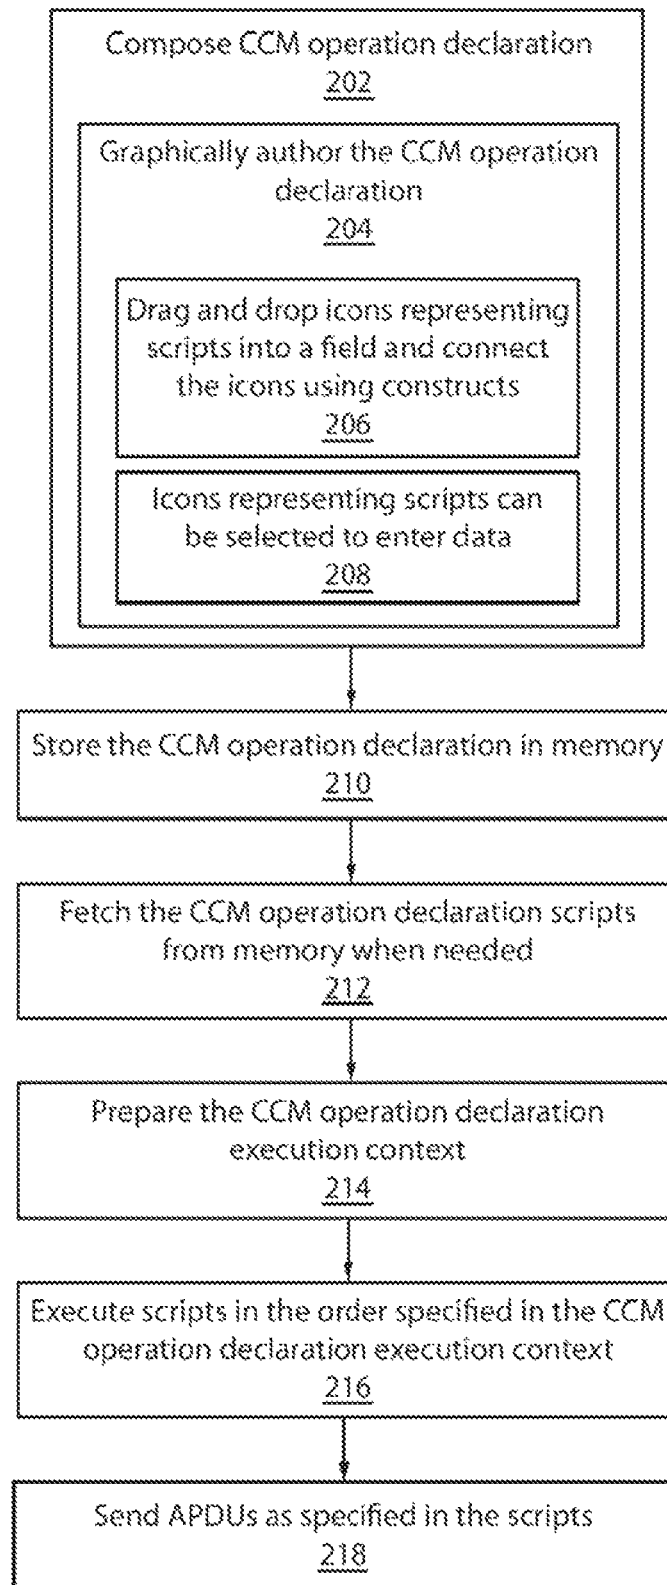 Compose CCM operation declaration
202
Graphically author the CCM operation
declaration
204
Drag and drop icons representing
scripts into a field and connect
the icons using constructs
206
Icons representing scripts can
be selected to enter data
208
Store the CCM operation declaration in memory
210
Fetch the CCM operation declaration scripts
from memory when needed
212
Prepare the CCM operation declaration
execution context
214
Execute scripts in the order specified in the CCM
operation declaration execution context
216
Send APDUs as specified in the scripts
218